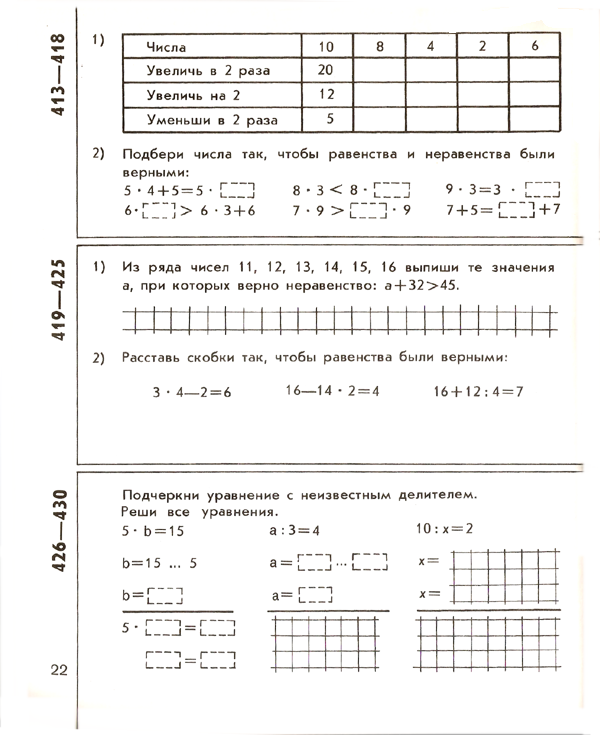 413—418
1)
Числа 10 8 4 2 6
Увеличь в 2 раза 20
Увеличь на 2 12
Уменьши в 2 раза 5
2) Подбери числа так, чтобы равенства и неравенства были
верными:
5 · 4+5=5 · 8 · 3 < 8 · 9 · 3=3 ·
6· > 6 · 3+6 7 · 9 > · 9 7+5= +7
419—425
1) Из ряда чисел 11, 12, 13, 14, 15, 16 выпиши те значения
а, при которых верно неравенство: а+32>45.
2) Расставь скобки так, чтобы равенства были верными:
3 · 4—2=6 16—14 · 2=4 16+12:4=7
426—430
Подчеркни уравнение с неизвестным делителем.
Реши все уравнения.
5 · b=15 а:3=4 10:x=2
b=15 ... 5 а= ... x=
b= а= x=
5 · =
=
22